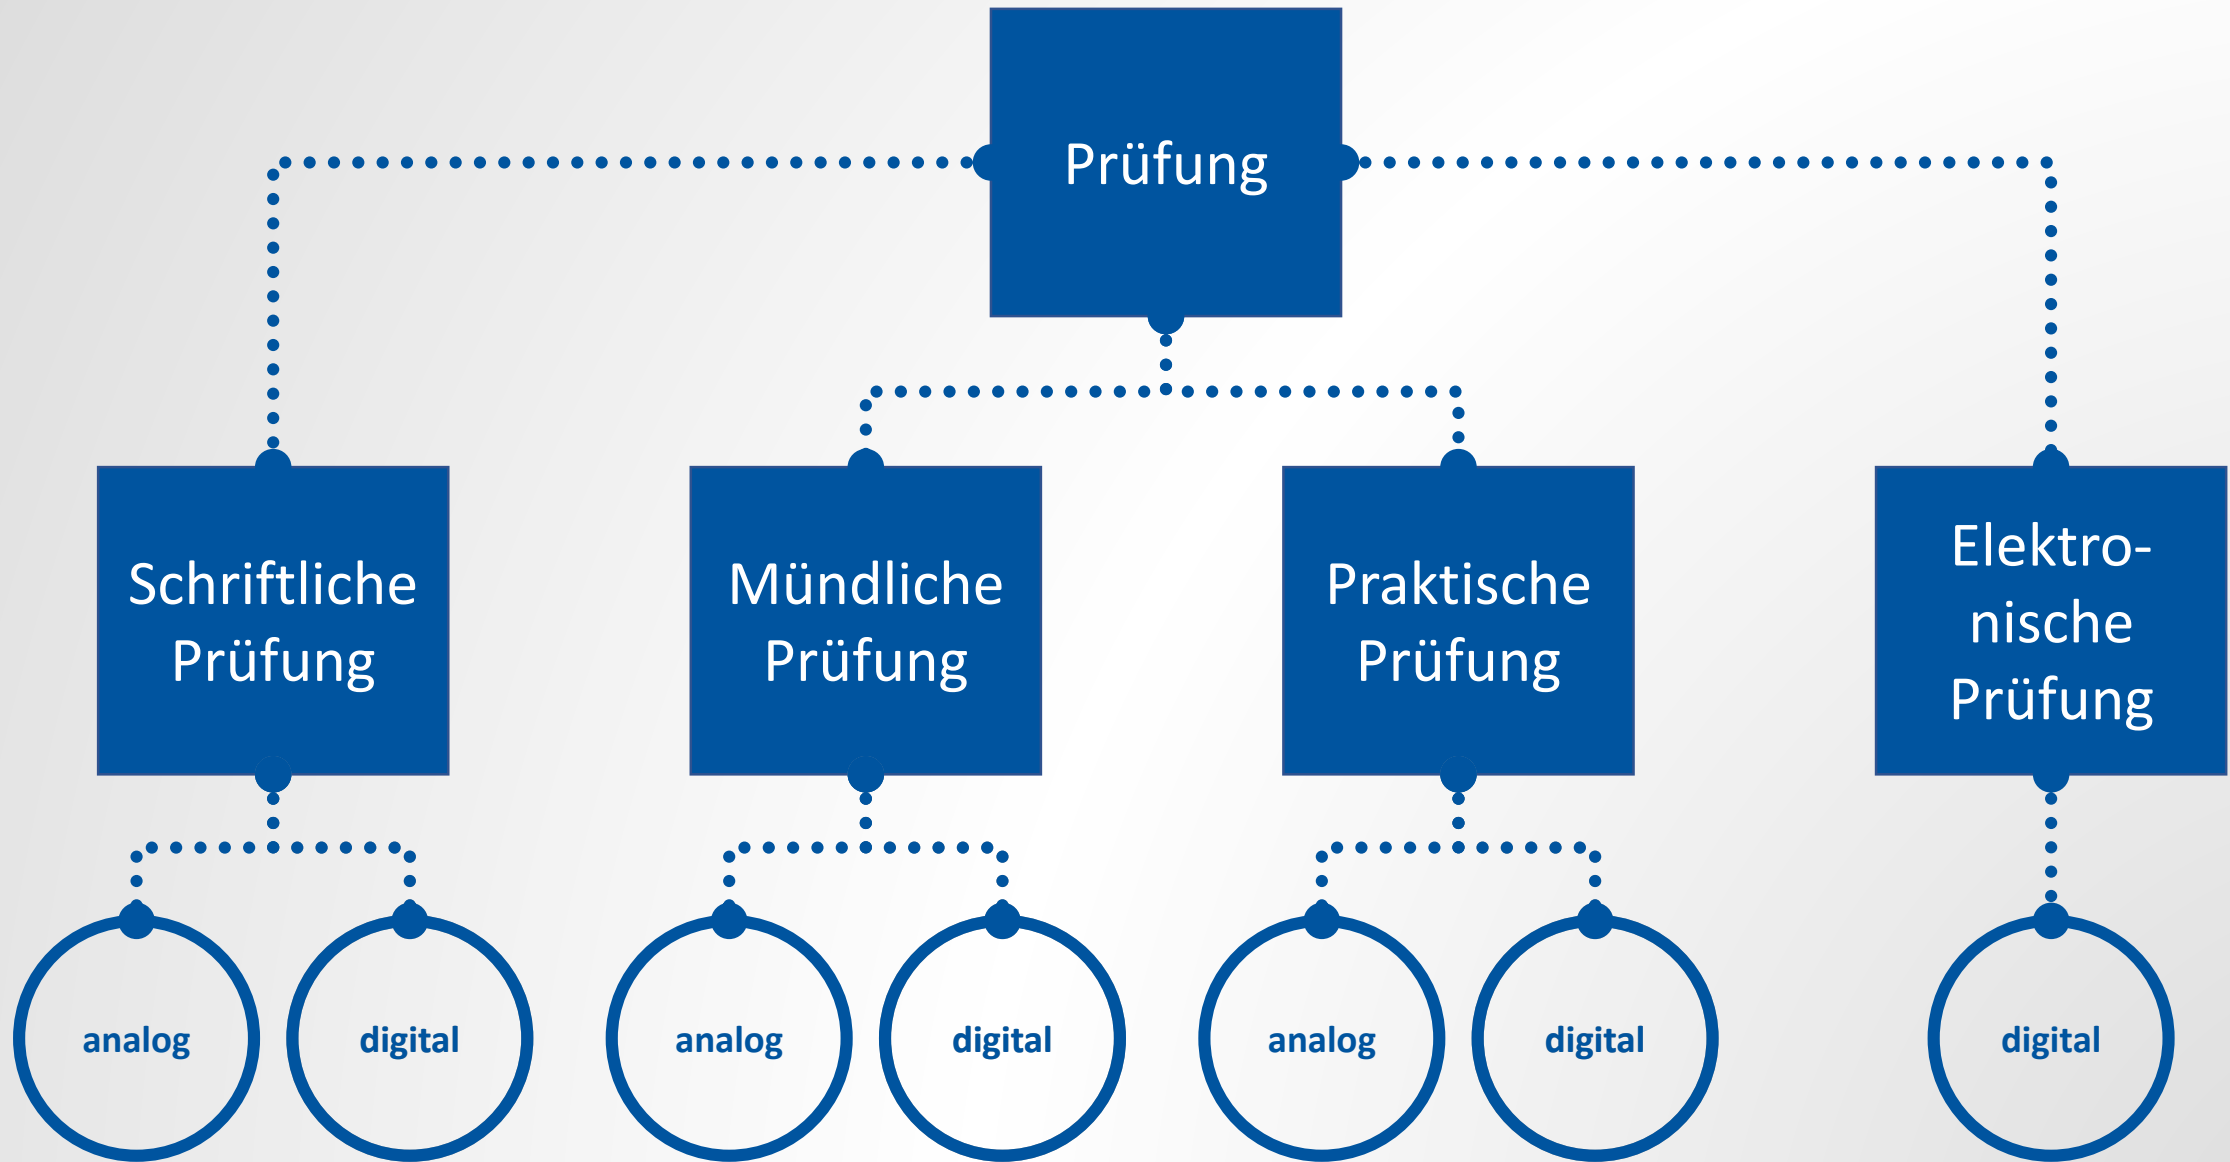 Prüfung
Schriftliche
Prüfung
Mündliche
Prüfung
Praktische
Prüfung
Elektro-
nische
Prüfung
analog
digital
analog
digital
analog
digital
digital